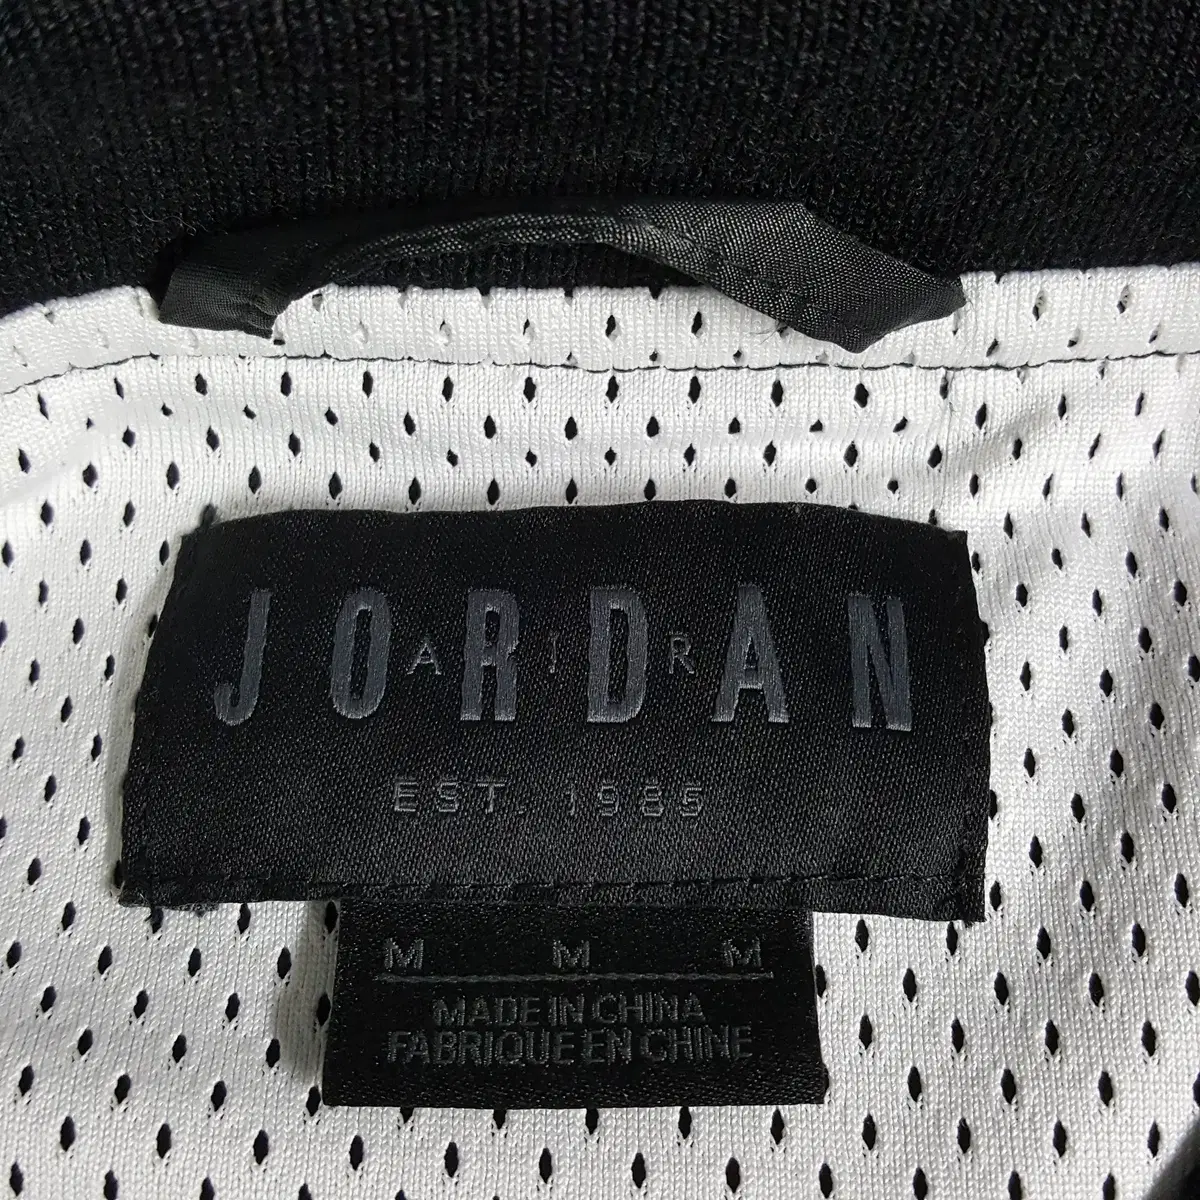 JORDAN
AIR
EST. 1985
M M M
MADE IN CHINA
FABRIQUE EN CHINE